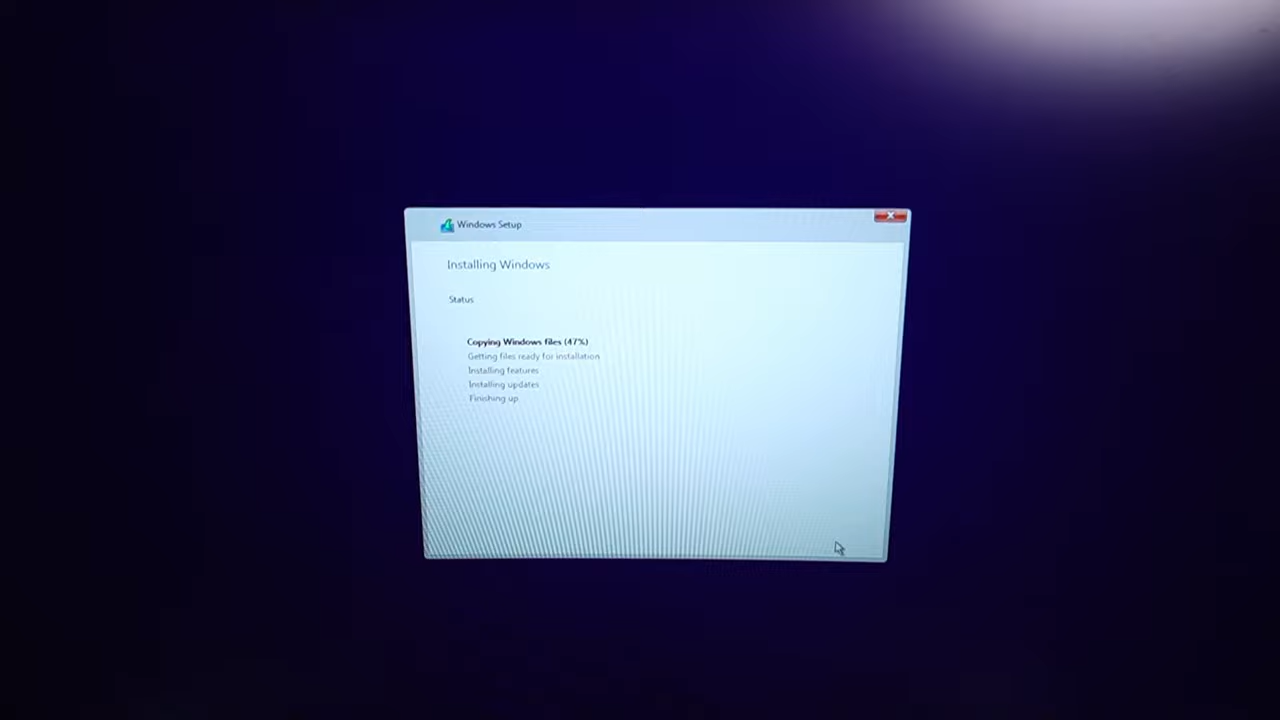 Windows Setup
Installing Windows
Status
Copying Windows files (47%)
Getting files ready for installation
Installing features
Installing updates
Finishing up